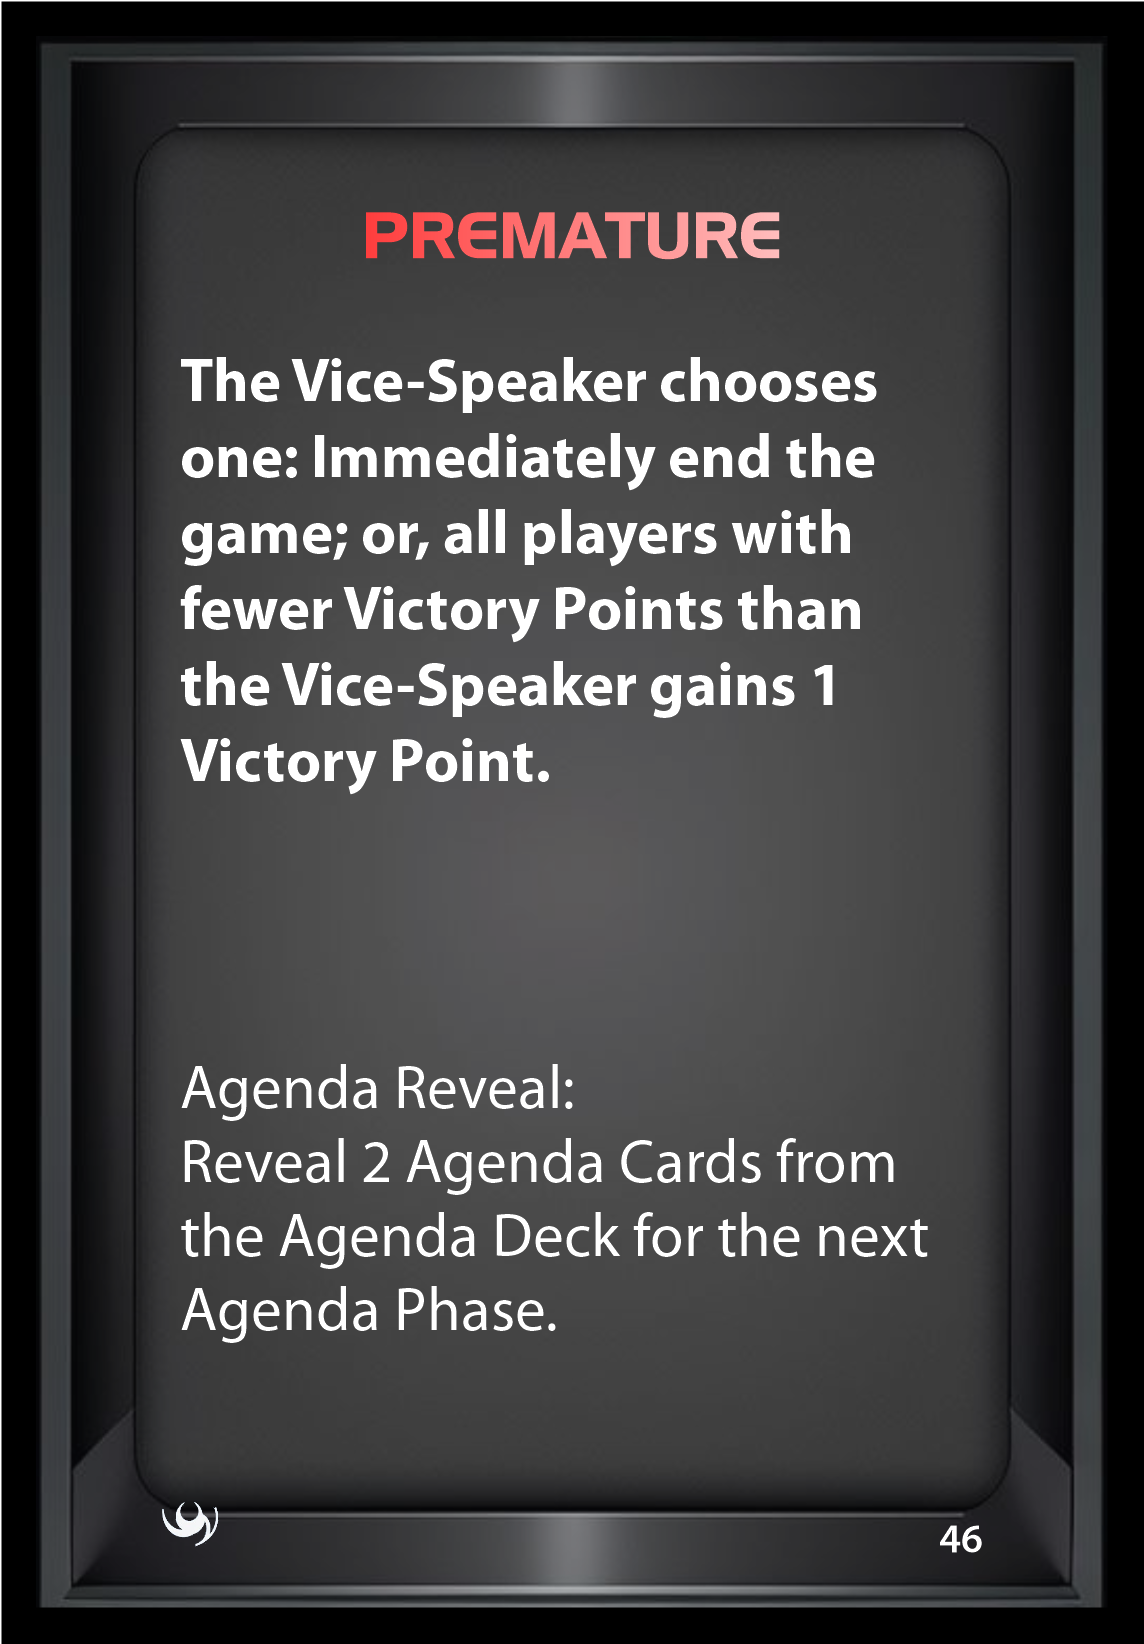 PREMATURE
The Vice-Speaker chooses
one: Immediately end the
game; or, all players with
fewer Victory Points than
the Vice-Speaker gains 1
Victory Point.
Agenda Reveal:
Reveal 2 Agenda Cards from
the Agenda Deck for the next
Agenda Phase.
46